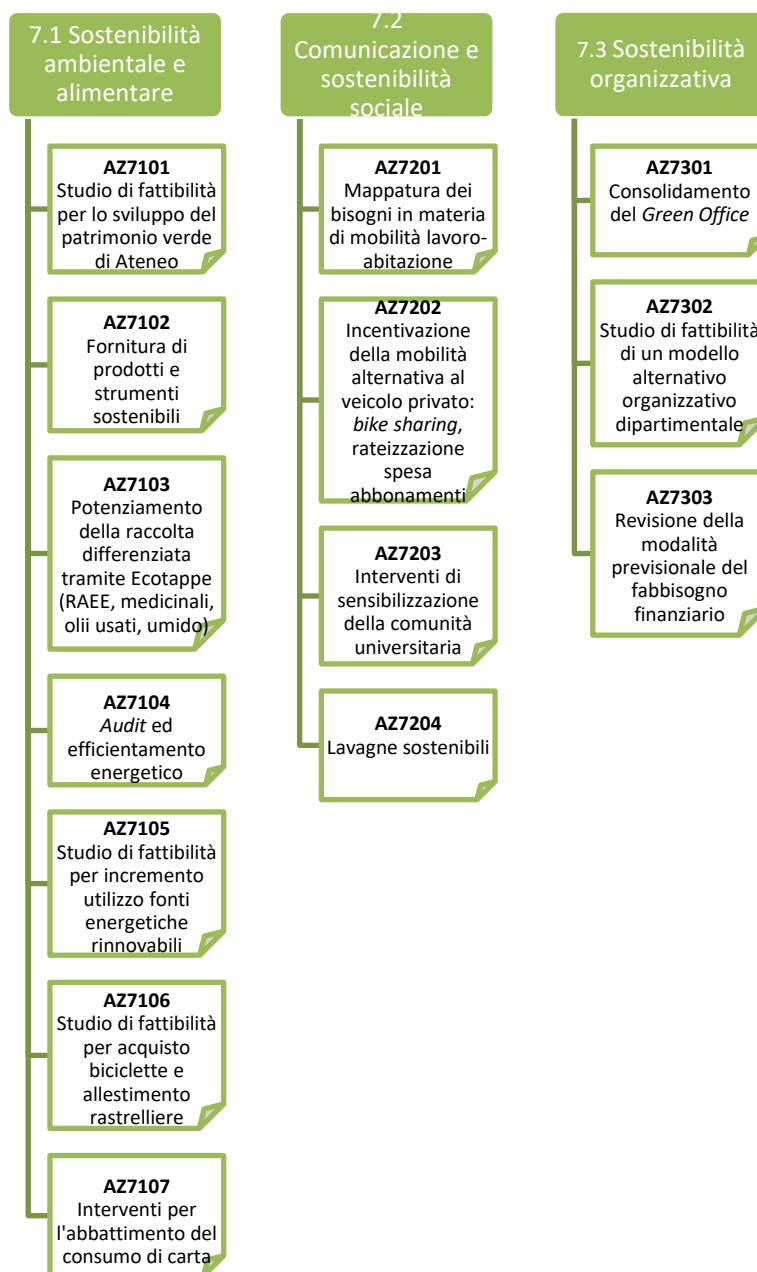 7.1 Sostenibilità
ambientale e
alimentare
AZ7101
Studio di fattibilità
per lo sviluppo del
patrimonio verde
di Ateneo
AZ7102
Fornitura di
prodotti e
strumenti
sostenibili
AZ7103
Potenziamento
della raccolta
differenziata
tramite Ecotappe
(RAEE, medicinali,
olii usati, umido)
AZ7104
Audit ed
efficientamento
energetico
AZ7105
Studio di fattibilità
per incremento
utilizzo fonti
energetiche
rinnovabili
AZ7106
Studio di fattibilità
per acquisto
biciclette e
allestimento
rastrelliere
AZ7107
Interventi per
l'abbattimento del
consumo di carta
7.2
Comunicazione e
sostenibilità
sociale
AZ7201
Mappatura dei
bisogni in materia
di mobilità lavoro-
abitazione
AZ7202
Incentivazione
della mobilità
alternativa al
veicolo privato:
bike sharing,
rateizzazione
spesa
abbonamenti
AZ7203
Interventi di
sensibilizzazione
della comunità
universitaria
AZ7204
Lavagne sostenibili
7.3 Sostenibilità
organizzativa
AZ7301
Consolidamento
del Green Office
AZ7302
Studio di fattibilità
di un modello
alternativo
organizzativo
dipartimentale
AZ7303
Revisione della
modalità
previsionale del
fabbisogno
finanziario